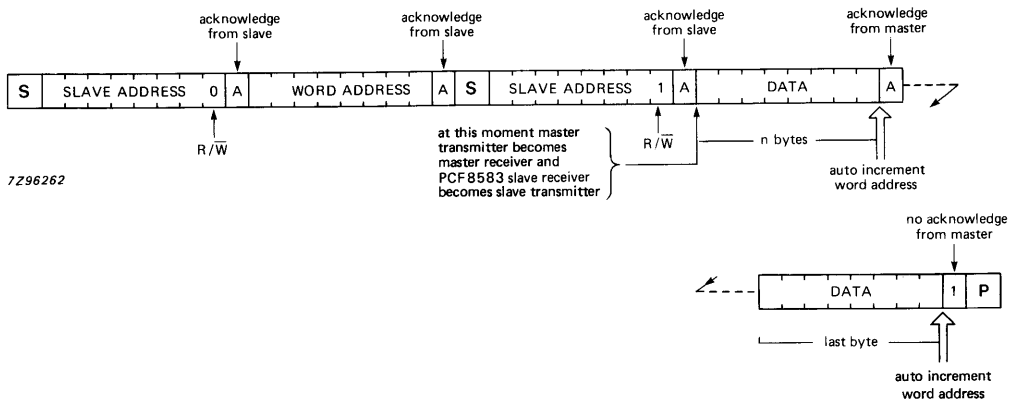 acknowledge
from slave
acknowledge
from slave
acknowledge
from slave
acknowledge
from master
S SLAVE ADDRESS 0 A WORD ADDRESS A S SLAVE ADDRESS 1 A DATA A
R/W̅
at this moment master
transmitter becomes
master receiver and
PCF8583 slave receiver
becomes slave transmitter
R/W̅
n bytes
auto increment
word address
7Z96262
no acknowledge
from master
DATA 1 P
last byte
auto increment
word address